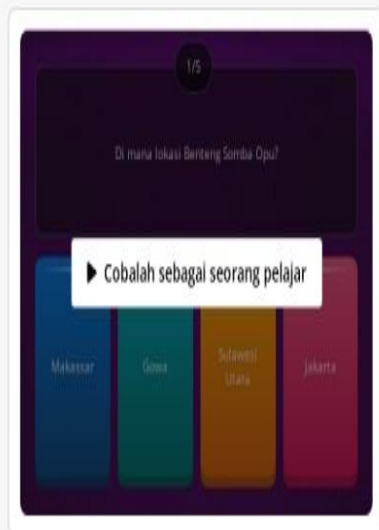 1/5
Di mana lokasi Benteng Somba Opu?
▶ Cobalah sebagai seorang pelajar
Makassar
Gowa
Sulawesi
Utara
Jakarta